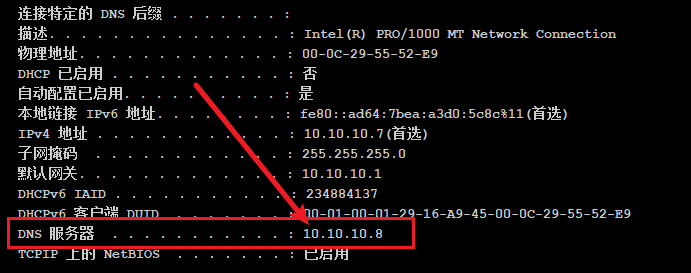 连接特定的 DNS 后缀 . . . . . . . :
描述. . . . . . . . . . . . . . . : Intel(R) PRO/1000 MT Network Connection
物理地址. . . . . . . . . . . . . : 00-0C-29-55-52-E9
DHCP 已启用 . . . . . . . . . . . : 否
自动配置已启用. . . . . . . . . . : 是
本地链接 IPv6 地址. . . . . . . . : fe80::ad64:7bea:a3d0:5c8c%11(首选)
IPv4 地址 . . . . . . . . . . . . : 10.10.10.7(首选)
子网掩码 . . . . . . . . . . . . : 255.255.255.0
默认网关. . . . . . . . . . . . . : 10.10.10.1
DHCPv6 IAID . . . . . . . . . . . : 234884137
DHCPv6 客户端 DUID . . . . . . . : 00-01-00-01-29-16-A9-45-00-0C-29-55-52-E9
DNS 服务器 . . . . . . . . . . . : 10.10.10.8
TCPIP 上的 NetBIOS . . . . . . . : 已启用